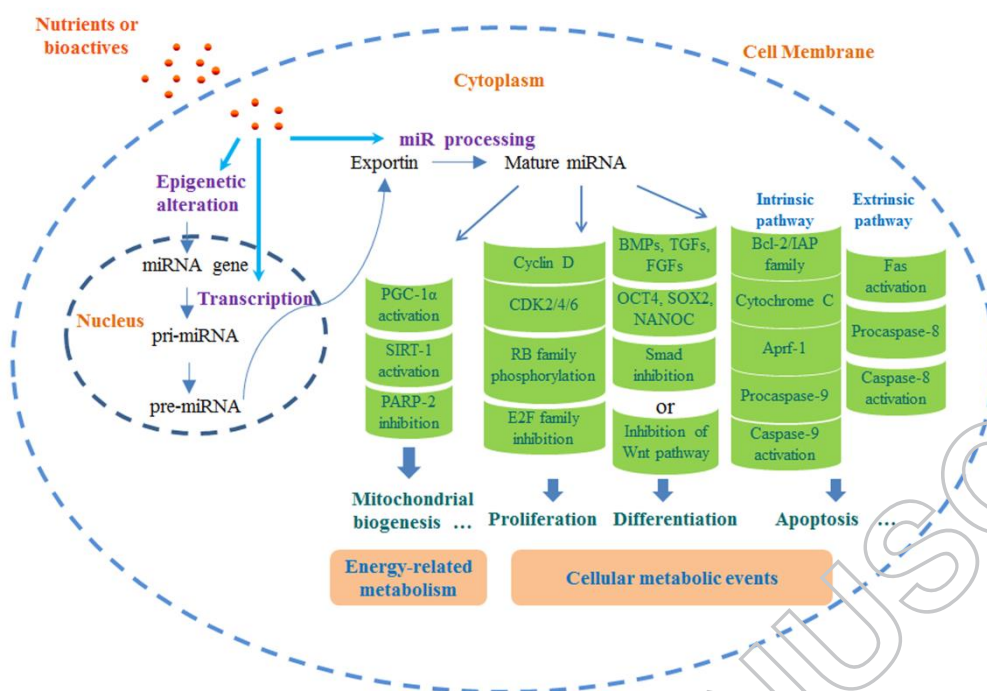 Nutrients or
bioactives
Cell Membrane
Cytoplasm
miR processing
Exportin
Mature miRNA
Epigenetic
alteration
miRNA gene
Transcription
Nucleus
pri-miRNA
pre-miRNA
PGC-1α
activation
SIRT-1
activation
PARP-2
inhibition
Mitochondrial
biogenesis ...
Cyclin D
CDK2/4/6
RB family
phosphorylation
E2F family
inhibition
Proliferation
BMPs, TGFs,
FGFs
OCT4, SOX2,
NANOC
Smad
inhibition
or
Inhibition of
Wnt pathway
Differentiation
Intrinsic
pathway
Bcl-2/IAP
family
Cytochrome C
Aprf-1
Procaspase-9
Caspase-9
activation
Extrinsic
pathway
Fas
activation
Procaspase-8
Caspase-8
activation
Apoptosis ...
Energy-related
metabolism
Cellular metabolic events